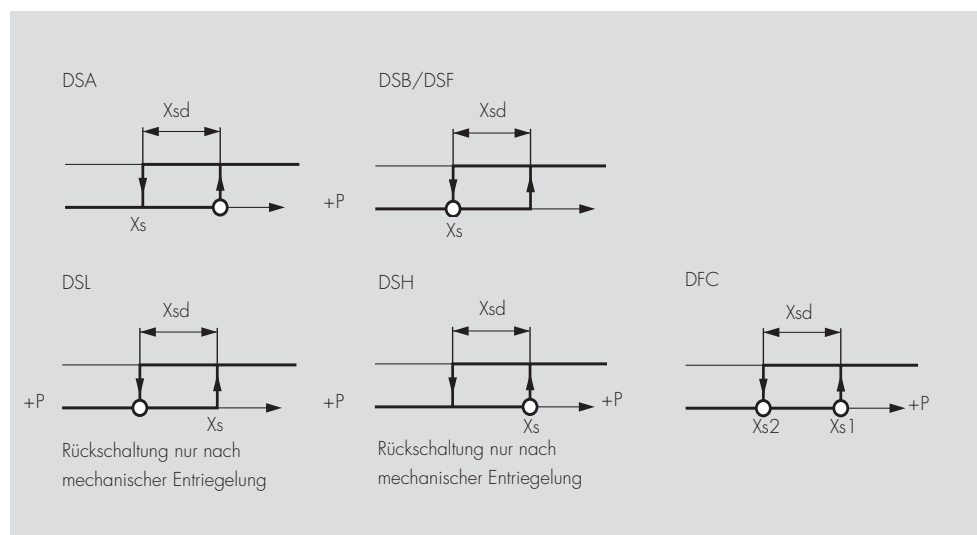 DSA
Xsd
Xs
+P
DSB/DSF
Xsd
Xs
DSL
Xsd
+P
Xs
Rückschaltung nur nach
mechanischer Entriegelung
DSH
Xsd
+P
+P
Xs
Rückschaltung nur nach
mechanischer Entriegelung
DFC
Xsd
+P
Xs2
Xs1